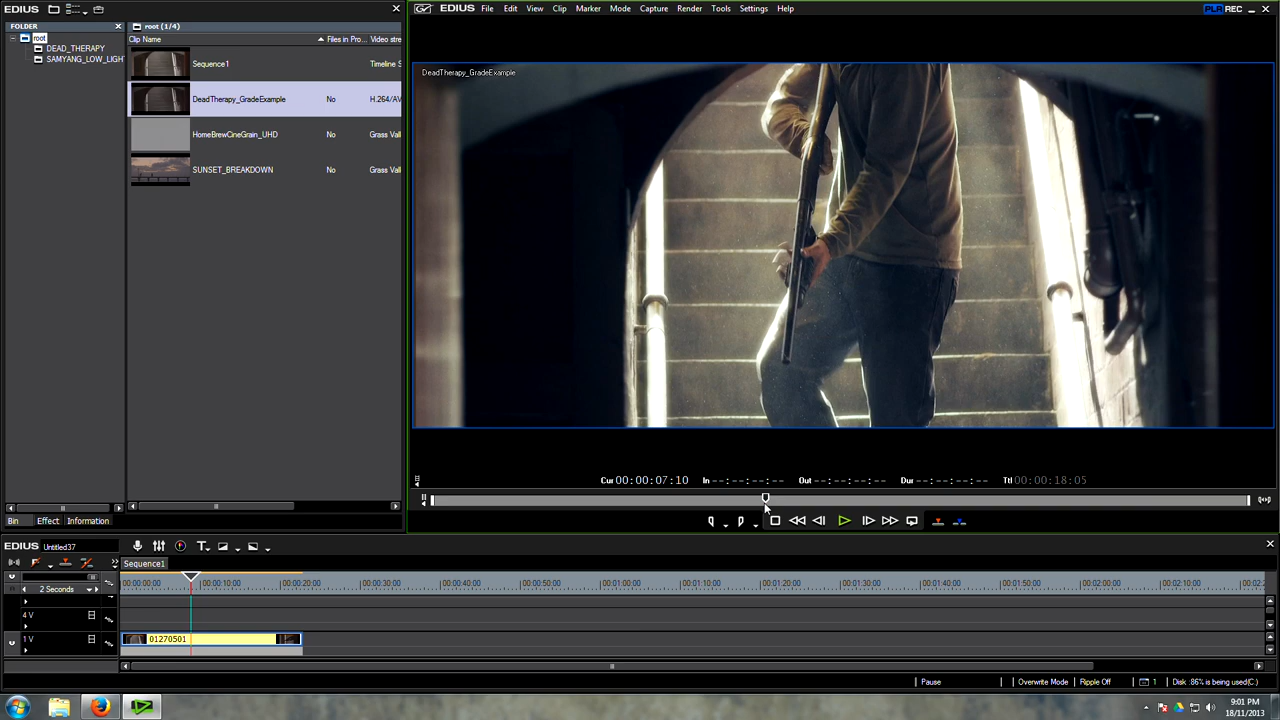 EDIUS
FOLDER
root
DEAD_THERAPY
SAMYANG_LOW_LIGH
root (1/4)
Clip Name Files in Pro... Video stre
Sequence1 Timeline S
DeadTherapy_GradeExample No H.264/AV
HomeBrewCineGrain_UHD No Grass Vall
SUNSET_BREAKDOWN No Grass Vall
Bin Effect Information
EDIUS File Edit View Clip Marker Mode Capture Render Tools Settings Help PLR REC
DeadTherapy_GradeExample
Cur 00:00:07:10 In --:--:--:-- Out --:--:--:-- Dur --:--:--:-- Ttl 00:00:18:05
EDIUS Untitled37
Sequence1
2 Seconds
00:00:00:00 00:00:10;00 00:00:20;00 00:00:30;00 00:00:40;00 00:00:50;00 00:01:00;00 00:01:10;00 00:01:20;00 00:01:30;00 00:01:40;00 00:01:50;00 00:02:00;00 00:02:10;00 00:02:2
4 V
1 V 01270501
Pause Overwrite Mode Ripple Off 1 Disk :86% is being used(C:)
9:01 PM
18/11/2013